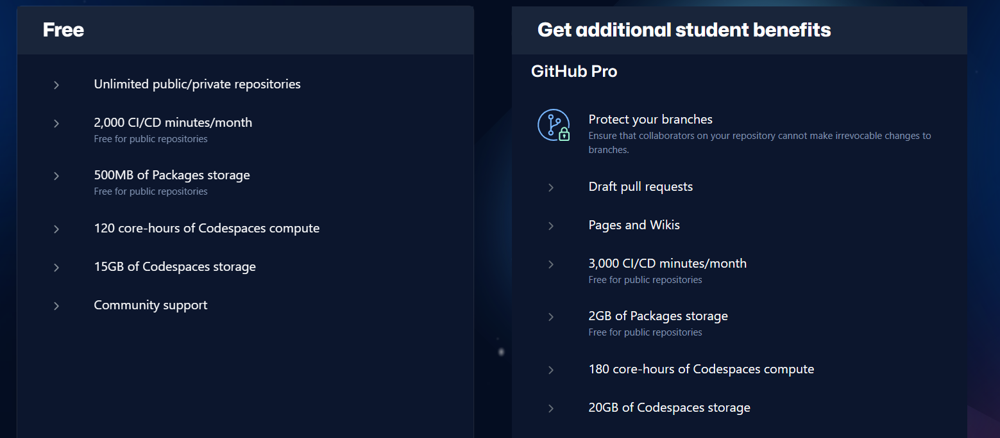 Free
Unlimited public/private repositories
2,000 CI/CD minutes/month
Free for public repositories
500MB of Packages storage
Free for public repositories
120 core-hours of Codespaces compute
15GB of Codespaces storage
Community support
Get additional student benefits
GitHub Pro
Protect your branches
Ensure that collaborators on your repository cannot make irrevocable changes to
branches.
Draft pull requests
Pages and Wikis
3,000 CI/CD minutes/month
Free for public repositories
2GB of Packages storage
Free for public repositories
180 core-hours of Codespaces compute
20GB of Codespaces storage